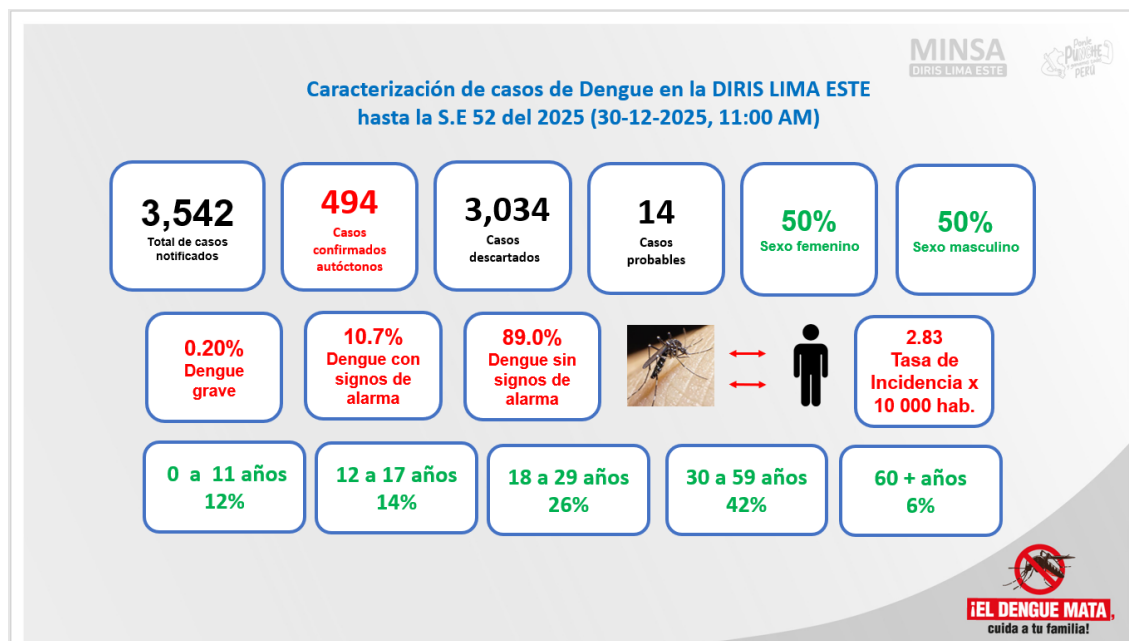 MINSA
DIRIS LIMA ESTE
Ponle
PUNCHE
PERÚ
Caracterización de casos de Dengue en la DIRIS LIMA ESTE
hasta la S.E 52 del 2025 (30-12-2025, 11:00 AM)
3,542
Total de casos
notificados
494
Casos
confirmados
autóctonos
3,034
Casos
descartados
14
Casos
probables
50%
Sexo femenino
50%
Sexo masculino
0.20%
Dengue
grave
10.7%
Dengue con
signos de
alarma
89.0%
Dengue sin
signos de
alarma
2.83
Tasa de
Incidencia x
10 000 hab.
0 a 11 años
12%
12 a 17 años
14%
18 a 29 años
26%
30 a 59 años
42%
60 + años
6%
¡EL DENGUE MATA,
cuida a tu familia!